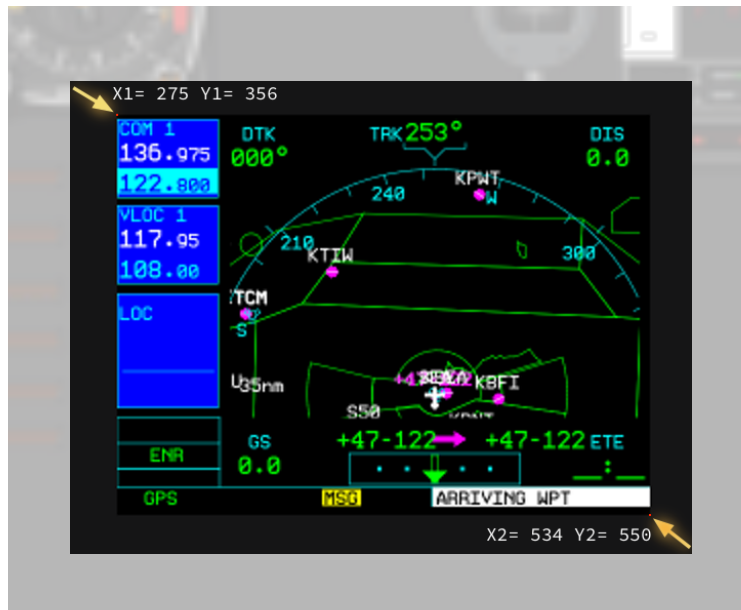 X1= 275 Y1= 356
COM 1
136.975
122.800
VLOC 1
117.95
108.00
LOC
ENR
GPS
DTK
000°
TRK 253°
DIS
0.0
KPWT
240
W
210
KTIW
300
TCM
S
35nm
KBFI
S50
GS
0.0
+47-122
+47-122
ETE
__:__
MSG
ARRIVING WPT
X2= 534 Y2= 550